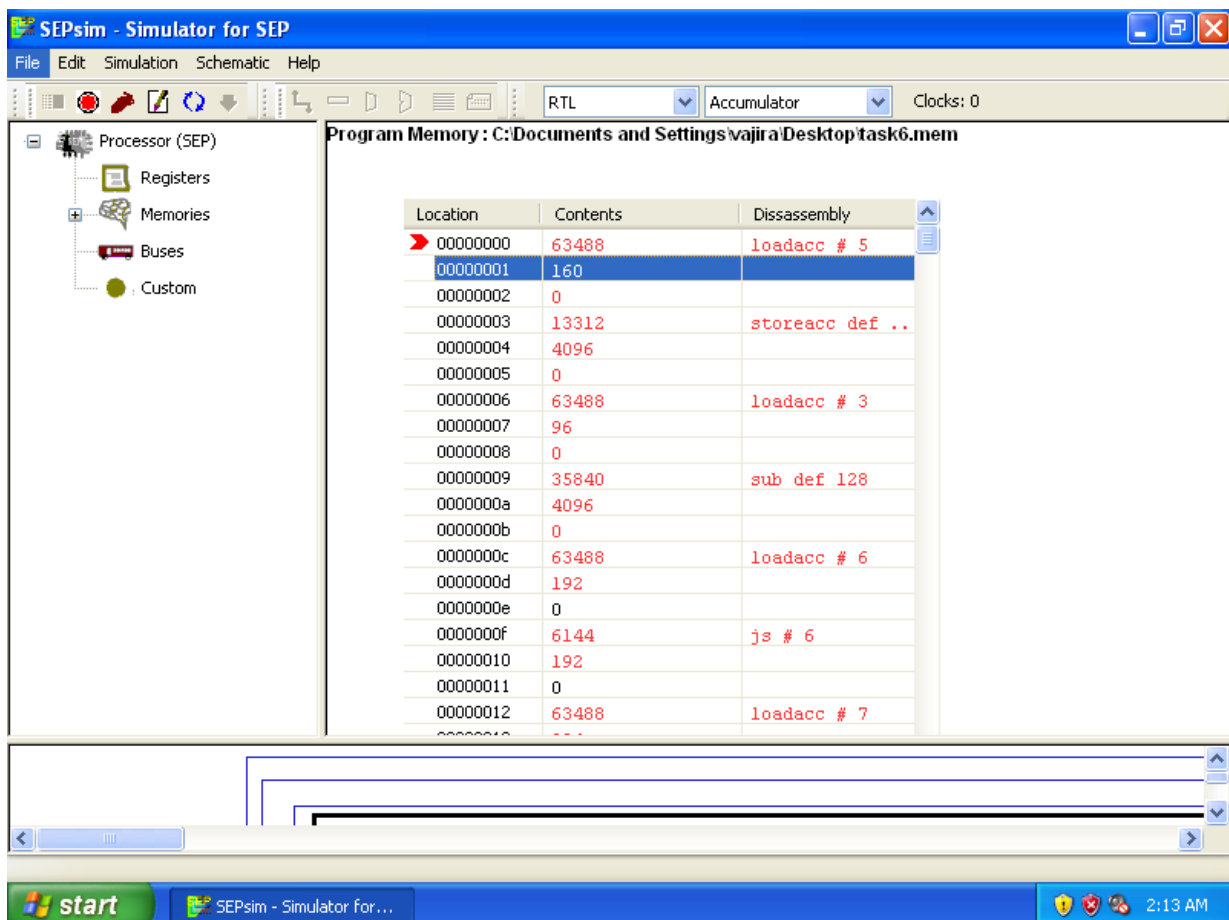 SEPsim - Simulator for SEP
File Edit Simulation Schematic Help
RTL Accumulator Clocks: 0
Processor (SEP)
Registers
Memories
Buses
Custom
Program Memory : C:\Documents and Settings\vajira\Desktop\task6.mem
Location Contents Dissassembly
00000000 63488 loadacc # 5
00000001 160
00000002 0
00000003 13312 storeacc def ..
00000004 4096
00000005 0
00000006 63488 loadacc # 3
00000007 96
00000008 0
00000009 35840 sub def 128
0000000a 4096
0000000b 0
0000000c 63488 loadacc # 6
0000000d 192
0000000e 0
0000000f 6144 js # 6
00000010 192
00000011 0
00000012 63488 loadacc # 7
start SEPsim - Simulator for... 2:13 AM